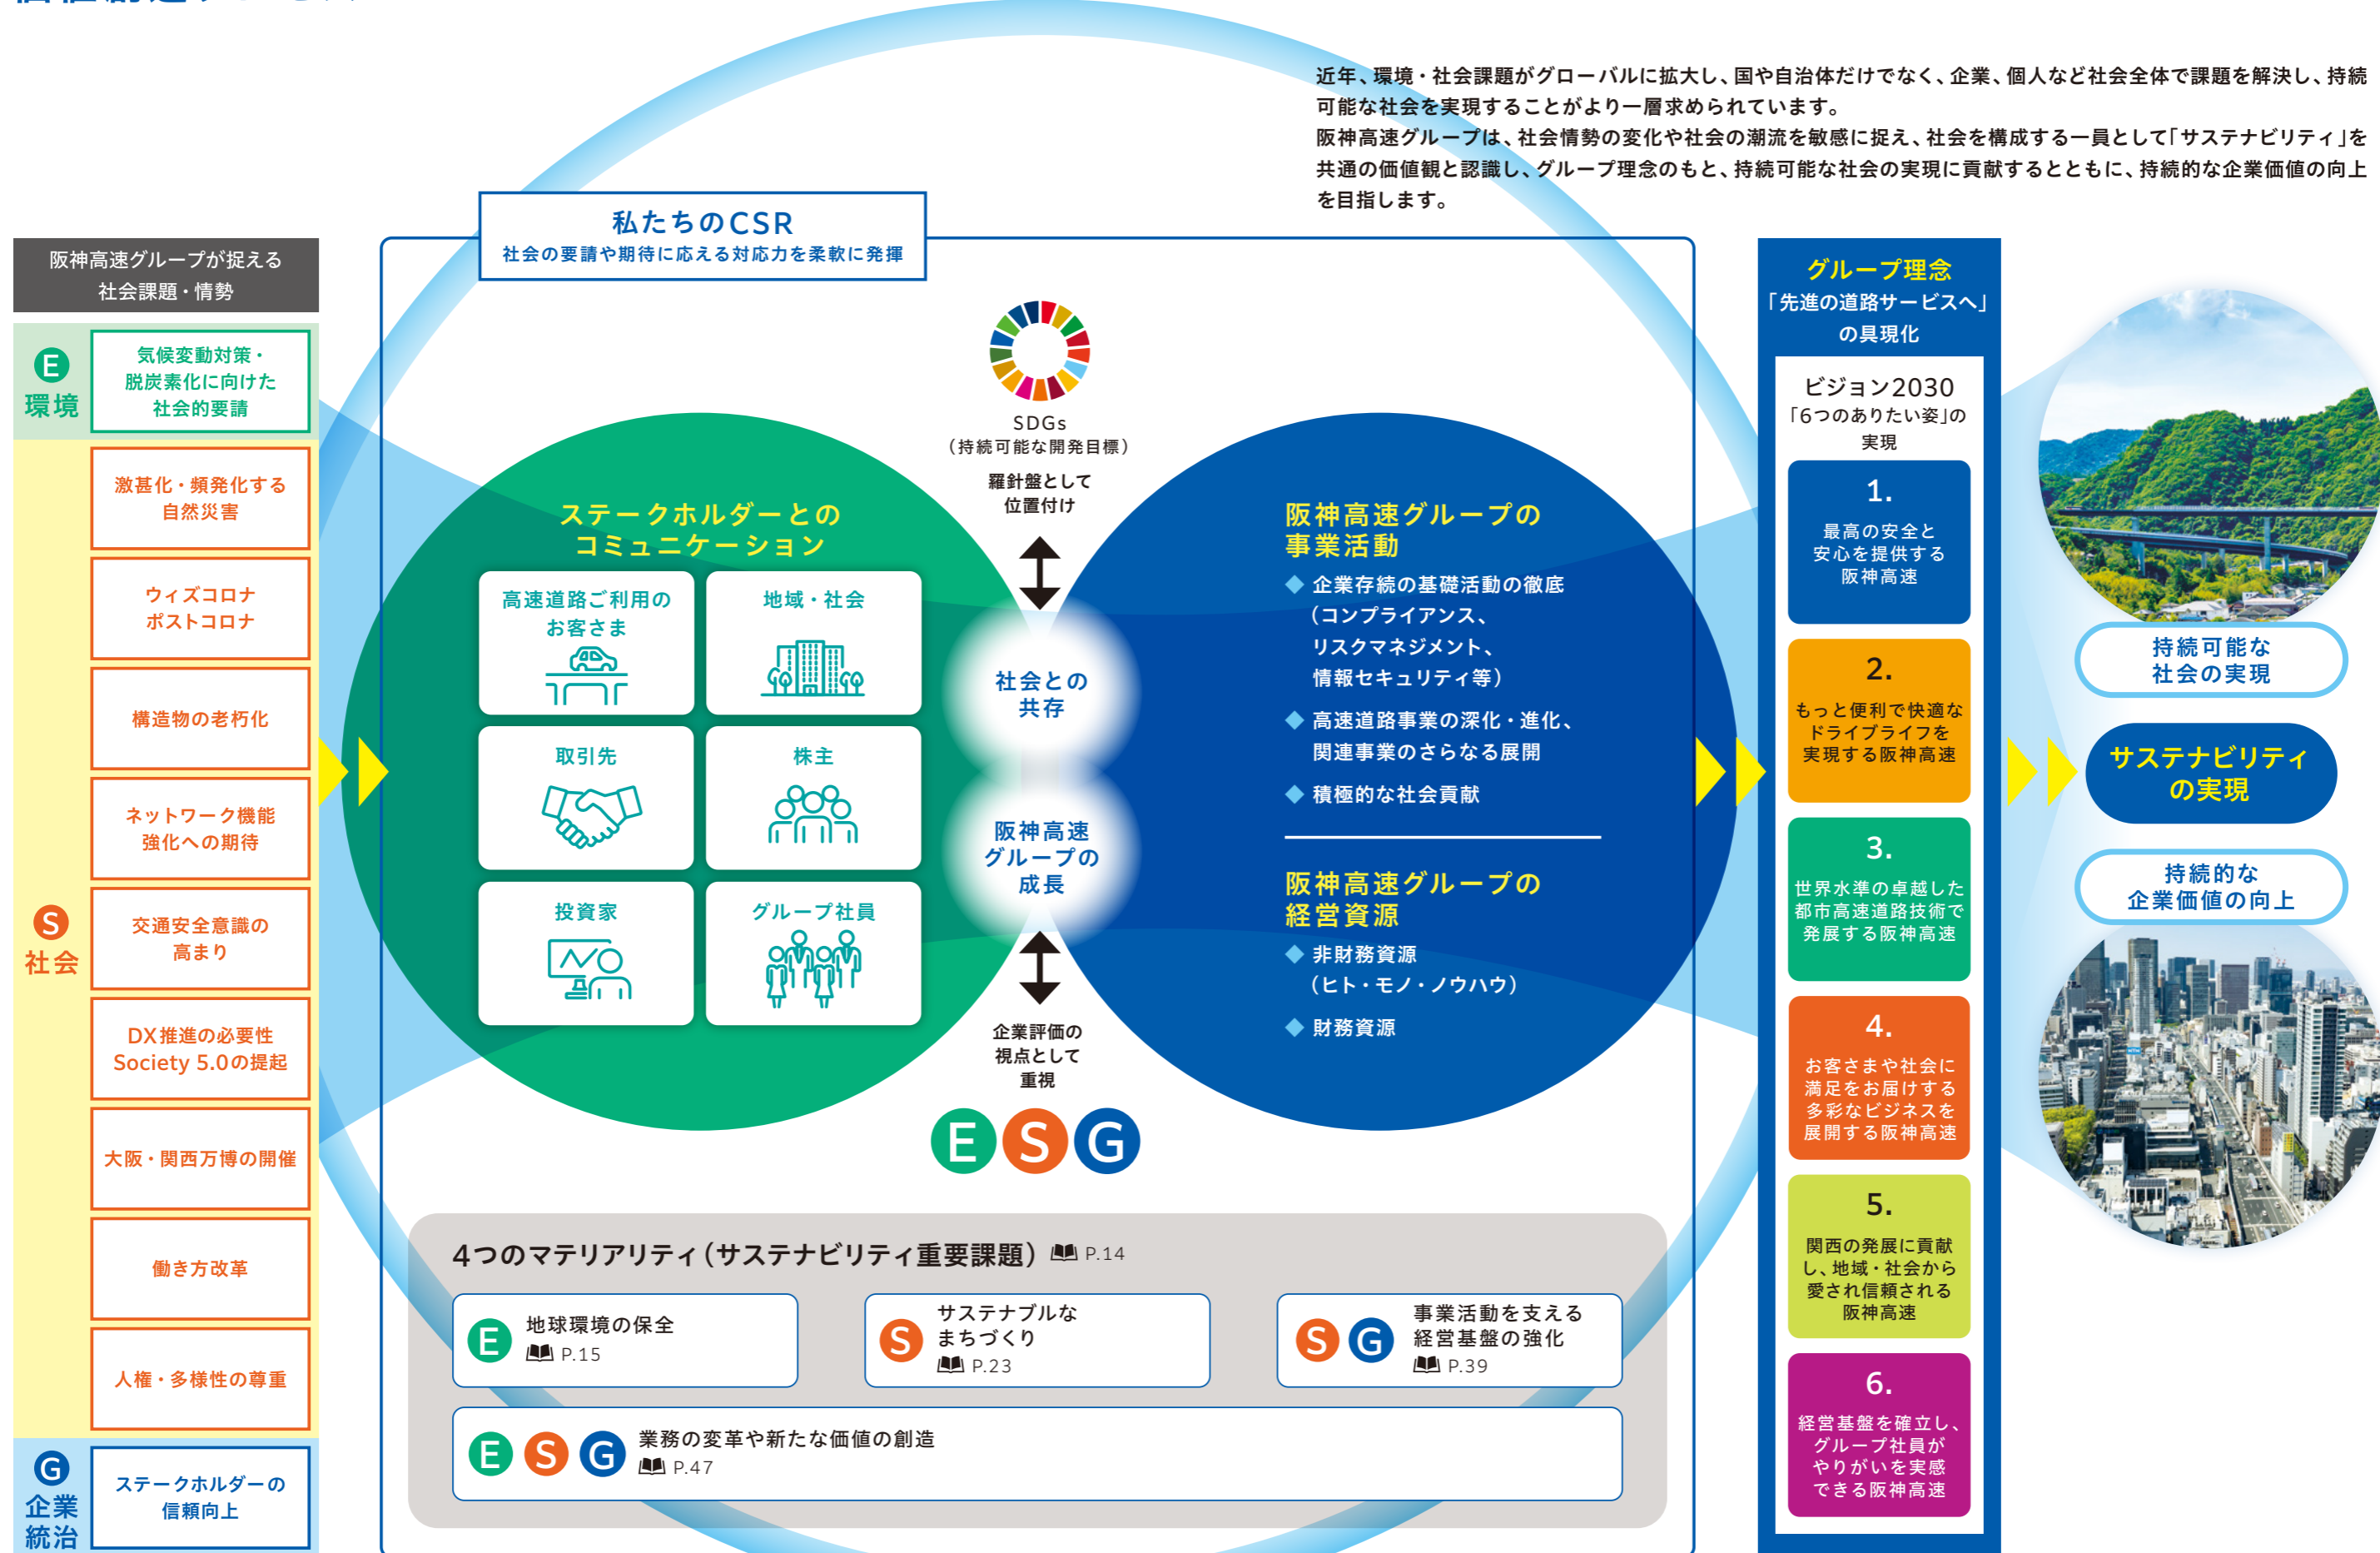 近年、環境・社会課題がグローバルに拡大し、国や自治体だけでなく、企業、個人など社会全体で課題を解決し、持続
可能な社会を実現することがより一層求められています。
阪神高速グループは、社会情勢の変化や社会の潮流を敏感に捉え、社会を構成する一員として「サステナビリティ」を
共通の価値観と認識し、グループ理念のもと、持続可能な社会の実現に貢献するとともに、持続的な企業価値の向上
を目指します。
阪神高速グループが捉える
社会課題・情勢
E
環境
気候変動対策・
脱炭素化に向けた
社会的要請
S
社会
激甚化・頻発化する
自然災害
ウィズコロナ
ポストコロナ
構造物の老朽化
ネットワーク機能
強化への期待
交通安全意識の
高まり
DX推進の必要性
Society 5.0の提起
大阪・関西万博の開催
働き方改革
人権・多様性の尊重
G
企業
統治
ステークホルダーの
信頼向上
私たちのCSR
社会の要請や期待に応える対応力を柔軟に発揮
SDGs
（持続可能な開発目標）
羅針盤として
位置付け
ステークホルダーとの
コミュニケーション
高速道路ご利用の
お客さま
地域・社会
取引先
株主
投資家
グループ社員
社会との
共存
阪神高速
グループの
成長
企業評価の
視点として
重視
E S G
阪神高速グループの
事業活動
◆ 企業存続の基礎活動の徹底
（コンプライアンス、
リスクマネジメント、
情報セキュリティ等）
◆ 高速道路事業の深化・進化、
関連事業のさらなる展開
◆ 積極的な社会貢献
阪神高速グループの
経営資源
◆ 非財務資源
（ヒト・モノ・ノウハウ）
◆ 財務資源
4つのマテリアリティ（サステナビリティ重要課題） P.14
E
地球環境の保全
P.15
S
サステナブルな
まちづくり
P.23
S G
事業活動を支える
経営基盤の強化
P.39
E S G
業務の変革や新たな価値の創造
P.47
グループ理念
「先進の道路サービスへ」
の具現化
ビジョン2030
「6つのありたい姿」の
実現
1.
最高の安全と
安心を提供する
阪神高速
2.
もっと便利で快適な
ドライブライフを
実現する阪神高速
3.
世界水準の卓越した
都市高速道路技術で
発展する阪神高速
4.
お客さまや社会に
満足をお届けする
多彩なビジネスを
展開する阪神高速
5.
関西の発展に貢献
し、地域・社会から
愛され信頼される
阪神高速
6.
経営基盤を確立し、
グループ社員が
やりがいを実感
できる阪神高速
持続可能な
社会の実現
サステナビリティ
の実現
持続的な
企業価値の向上